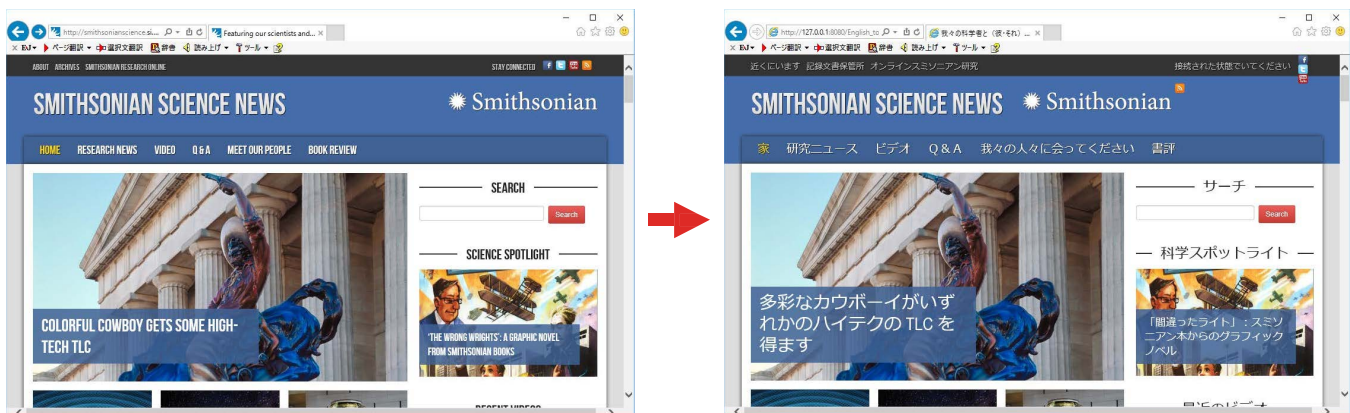 http://smithsonianscience.si....
Featuring our scientists and...
EJ ページ翻訳 選択文翻訳 辞書 読み上げ ツール
ABOUT ARCHIVES SMITHSONIAN RESEARCH ONLINE
STAY CONNECTED
SMITHSONIAN SCIENCE NEWS
Smithsonian
HOME RESEARCH NEWS VIDEO Q & A MEET OUR PEOPLE BOOK REVIEW
SEARCH
Search
SCIENCE SPOTLIGHT
COLORFUL COWBOY GETS SOME HIGH-
TECH TLC
'THE WRONG WRIGHTS': A GRAPHIC NOVEL
FROM SMITHSONIAN BOOKS
RECENT VIDEOS
http://127.0.0.1:8080/English_to
我々の科学者と（彼・それ）...
EJ ページ翻訳 選択文翻訳 辞書 読み上げ ツール
近くにいます 記録文書保管所 オンラインスミソニアン研究
接続された状態でいてください
SMITHSONIAN SCIENCE NEWS
Smithsonian
家 研究ニュース ビデオ Q & A 我々の人々に会ってください 書評
サーチ
Search
科学スポットライト
多彩なカウボーイがいず
れかのハイテクの TLC を
得ます
「間違ったライト」：スミソ
ニアン本からのグラフィック
ノベル
最近のビデオ